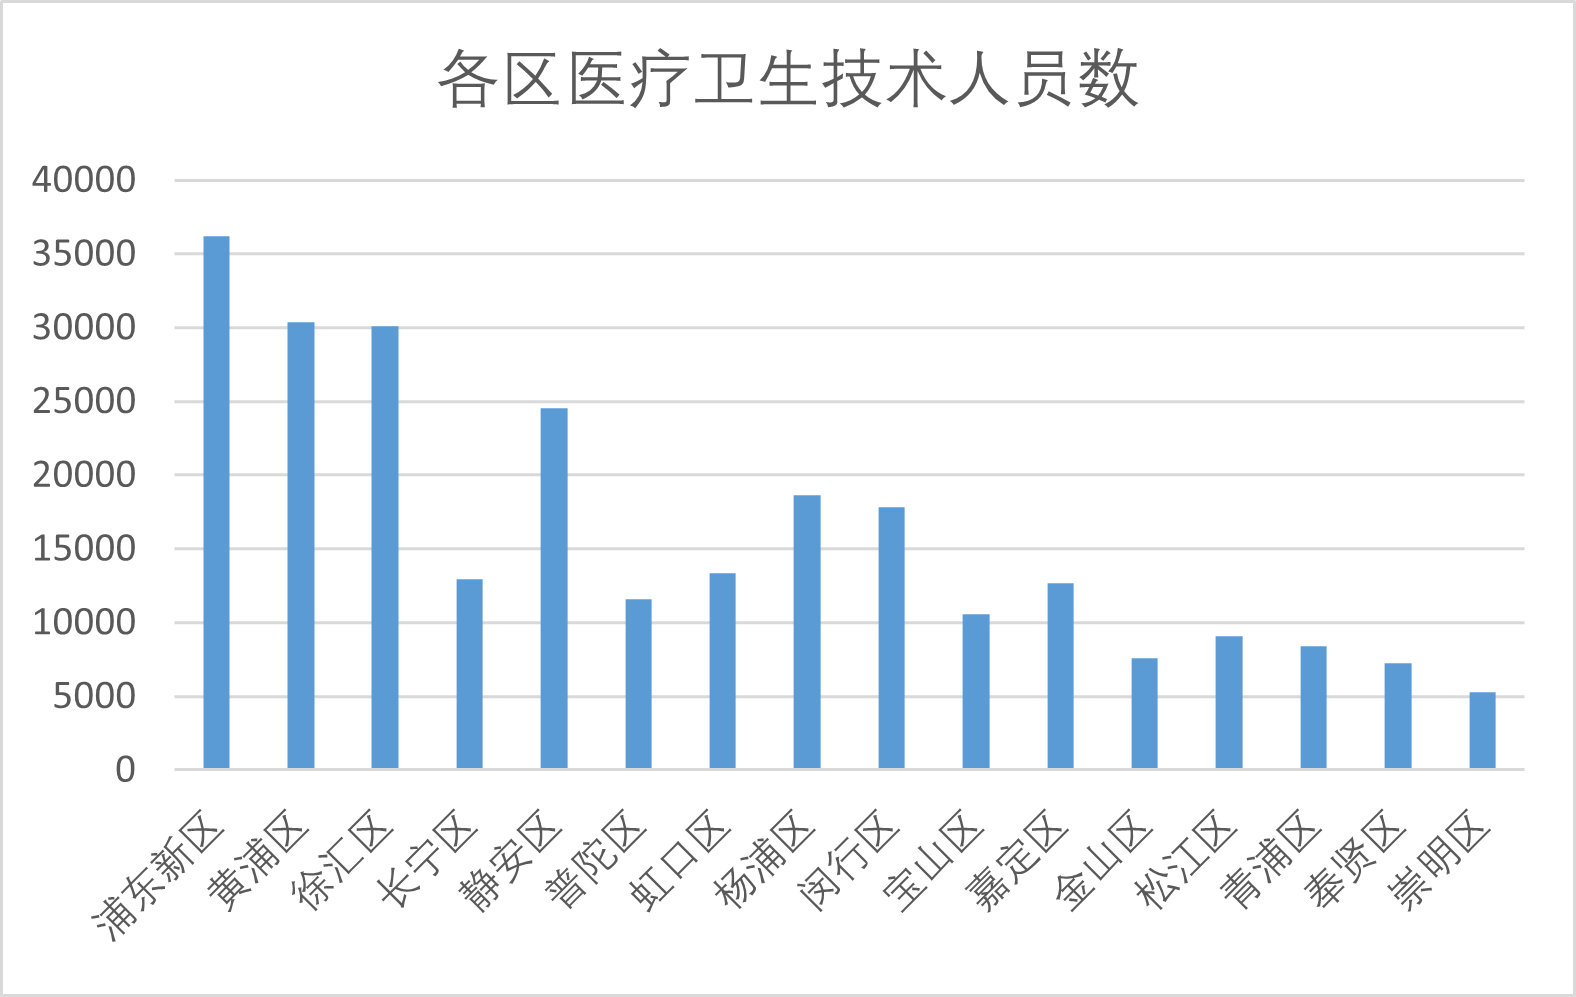 各区医疗卫生技术人员数
40000
35000
30000
25000
20000
15000
10000
5000
0
浦东新区
黄浦区
徐汇区
长宁区
静安区
普陀区
虹口区
杨浦区
闵行区
宝山区
嘉定区
金山区
松江区
青浦区
奉贤区
崇明区